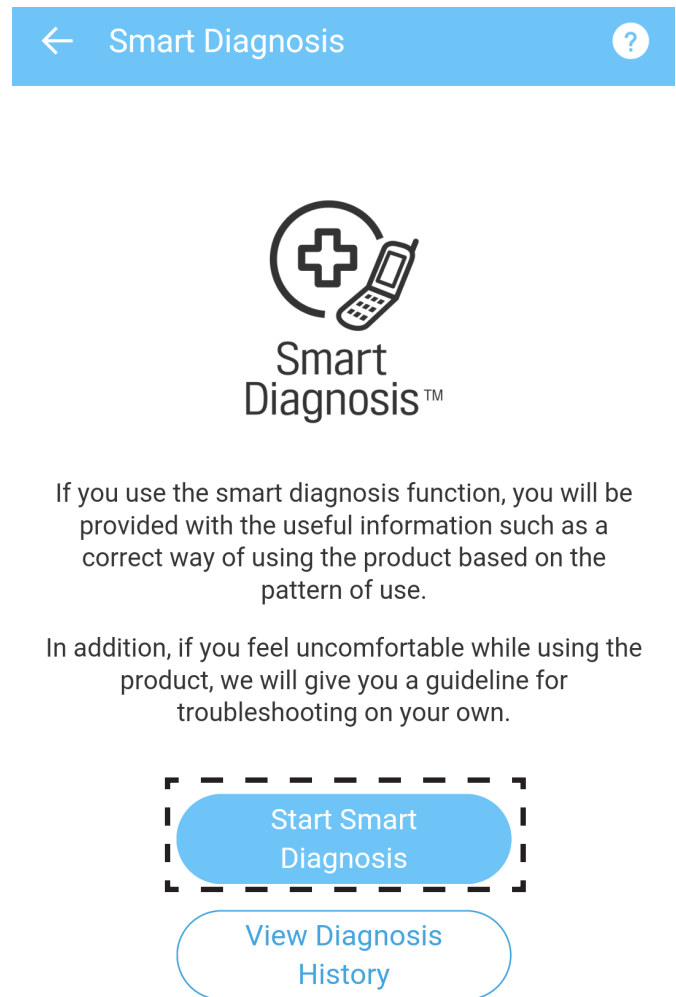 Smart Diagnosis
?
Smart
Diagnosis™
If you use the smart diagnosis function, you will be
provided with the useful information such as a
correct way of using the product based on the
pattern of use.
In addition, if you feel uncomfortable while using the
product, we will give you a guideline for
troubleshooting on your own.
Start Smart
Diagnosis
View Diagnosis
History